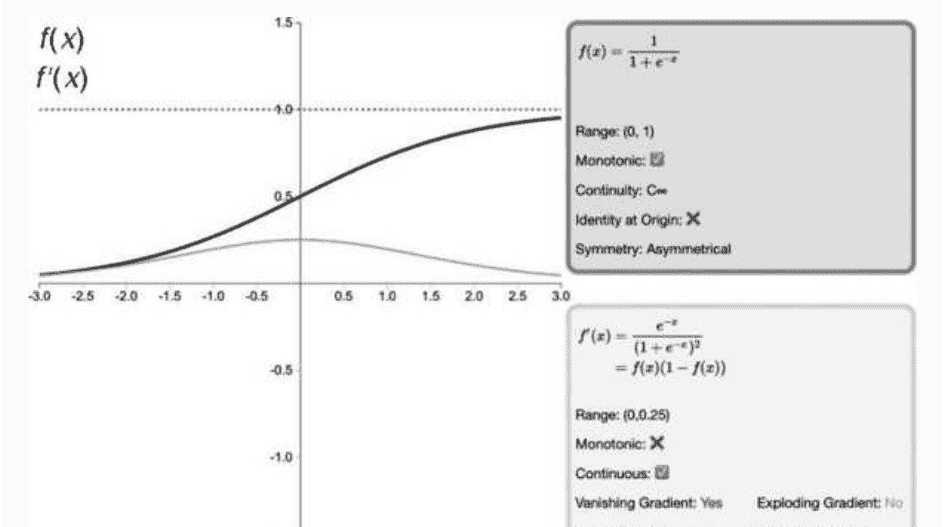 f(x)
f'(x)
1.5
1.0
0.5
-3.0 -2.5 -2.0 -1.5 -1.0 -0.5 0.5 1.0 1.5 2.0 2.5 3.0
-0.5
-1.0
f(x) = 1 / (1 + e^{-x})
Range: (0, 1)
Monotonic: ☑
Continuity: C∞
Identity at Origin: ✕
Symmetry: Asymmetrical
f'(x) = e^{-x} / (1 + e^{-x})²
= f(x)(1 − f(x))
Range: (0,0.25)
Monotonic: ✕
Continuous: ☑
Vanishing Gradient: Yes Exploding Gradient: No